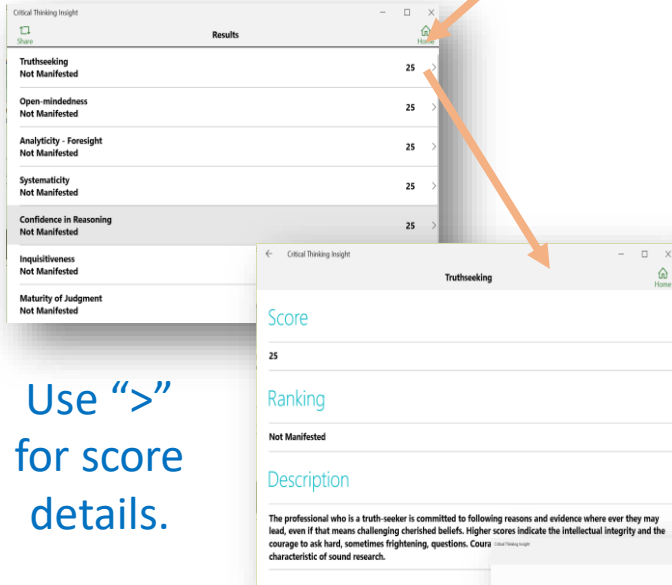 Critical Thinking Insight
Share
Results
Home
Truthseeking
Not Manifested
25 >
Open-mindedness
Not Manifested
25 >
Analyticity - Foresight
Not Manifested
25 >
Systematicity
Not Manifested
25 >
Confidence in Reasoning
Not Manifested
25 >
Inquisitiveness
Not Manifested
Maturity of Judgment
Not Manifested
Use “>”
for score
details.
Critical Thinking Insight
Truthseeking
Home
Score
25
Ranking
Not Manifested
Description
The professional who is a truth-seeker is committed to following reasons and evidence where ever they may
lead, even if that means challenging cherished beliefs. Higher scores indicate the intellectual integrity and the
courage to ask hard, sometimes frightening, questions. Coura
characteristic of sound research.
Critical Thinking Insight